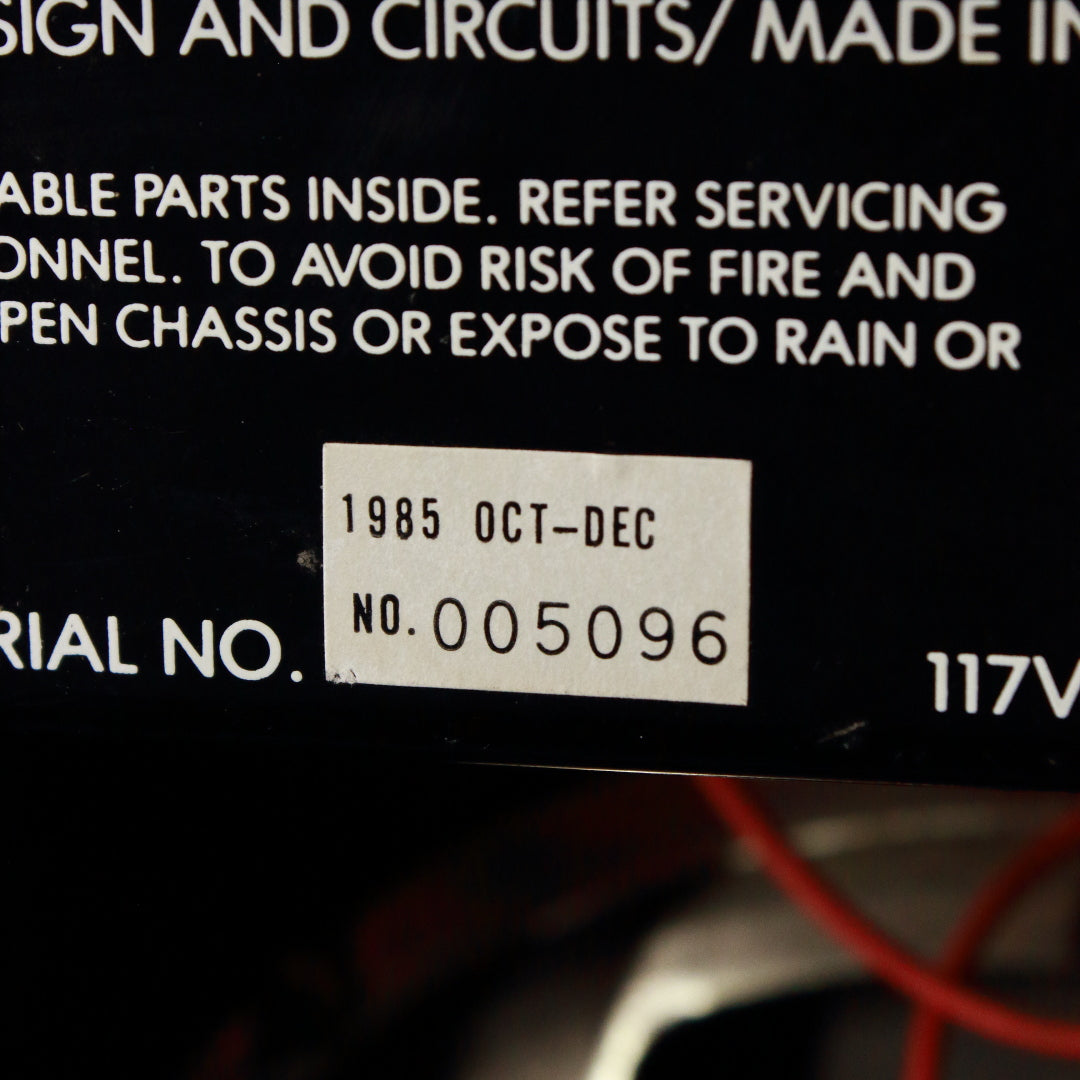 SIGN AND CIRCUITS/MADE IN
ABLE PARTS INSIDE. REFER SERVICING
ONNEL. TO AVOID RISK OF FIRE AND
PEN CHASSIS OR EXPOSE TO RAIN OR
1985 OCT-DEC
RIAL NO. NO. 005096 117V